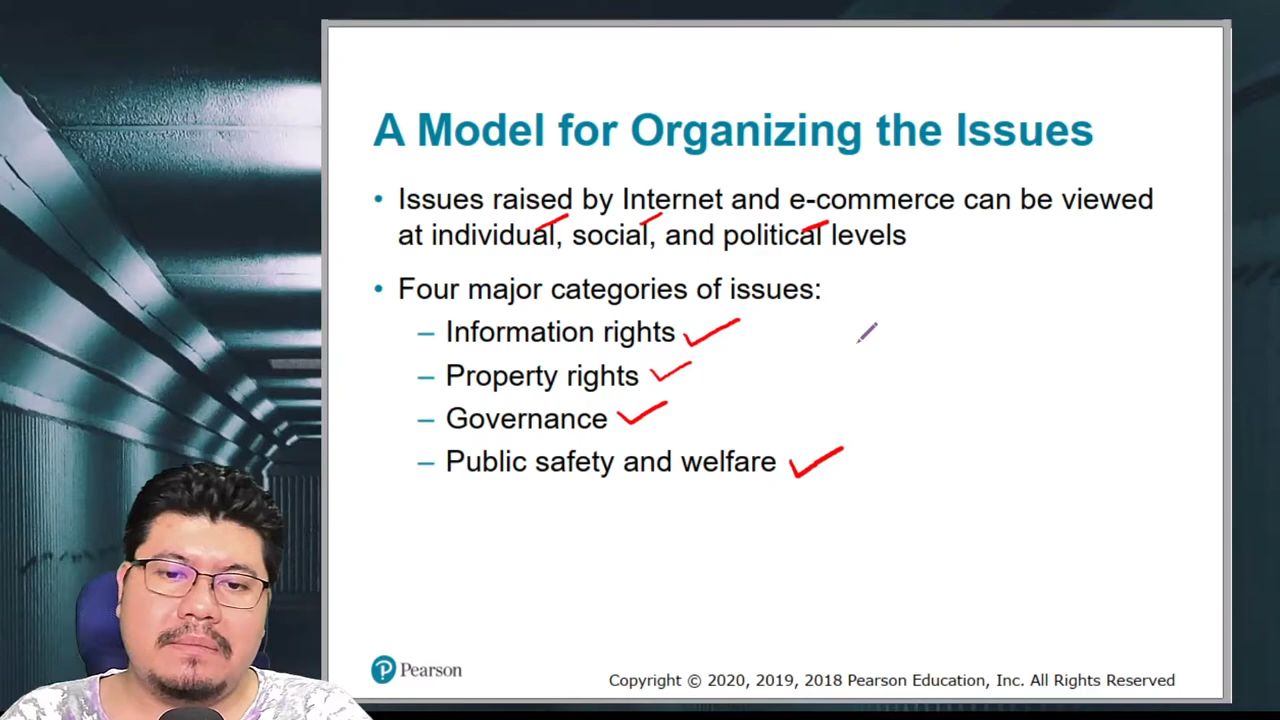 A Model for Organizing the Issues
• Issues raised by Internet and e-commerce can be viewed
at individual, social, and political levels
• Four major categories of issues:
– Information rights
– Property rights
– Governance
– Public safety and welfare
Pearson
Copyright © 2020, 2019, 2018 Pearson Education, Inc. All Rights Reserved